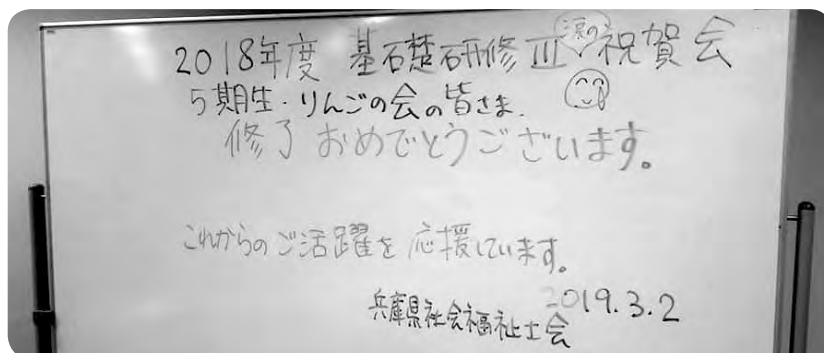 2018年度 基礎研修 III 涙の 祝賀会
5期生・りんごの会の皆さま.
修了おめでとうございます。
これからのご活躍を応援しています。
2019.3.2
兵庫県社会福祉士会